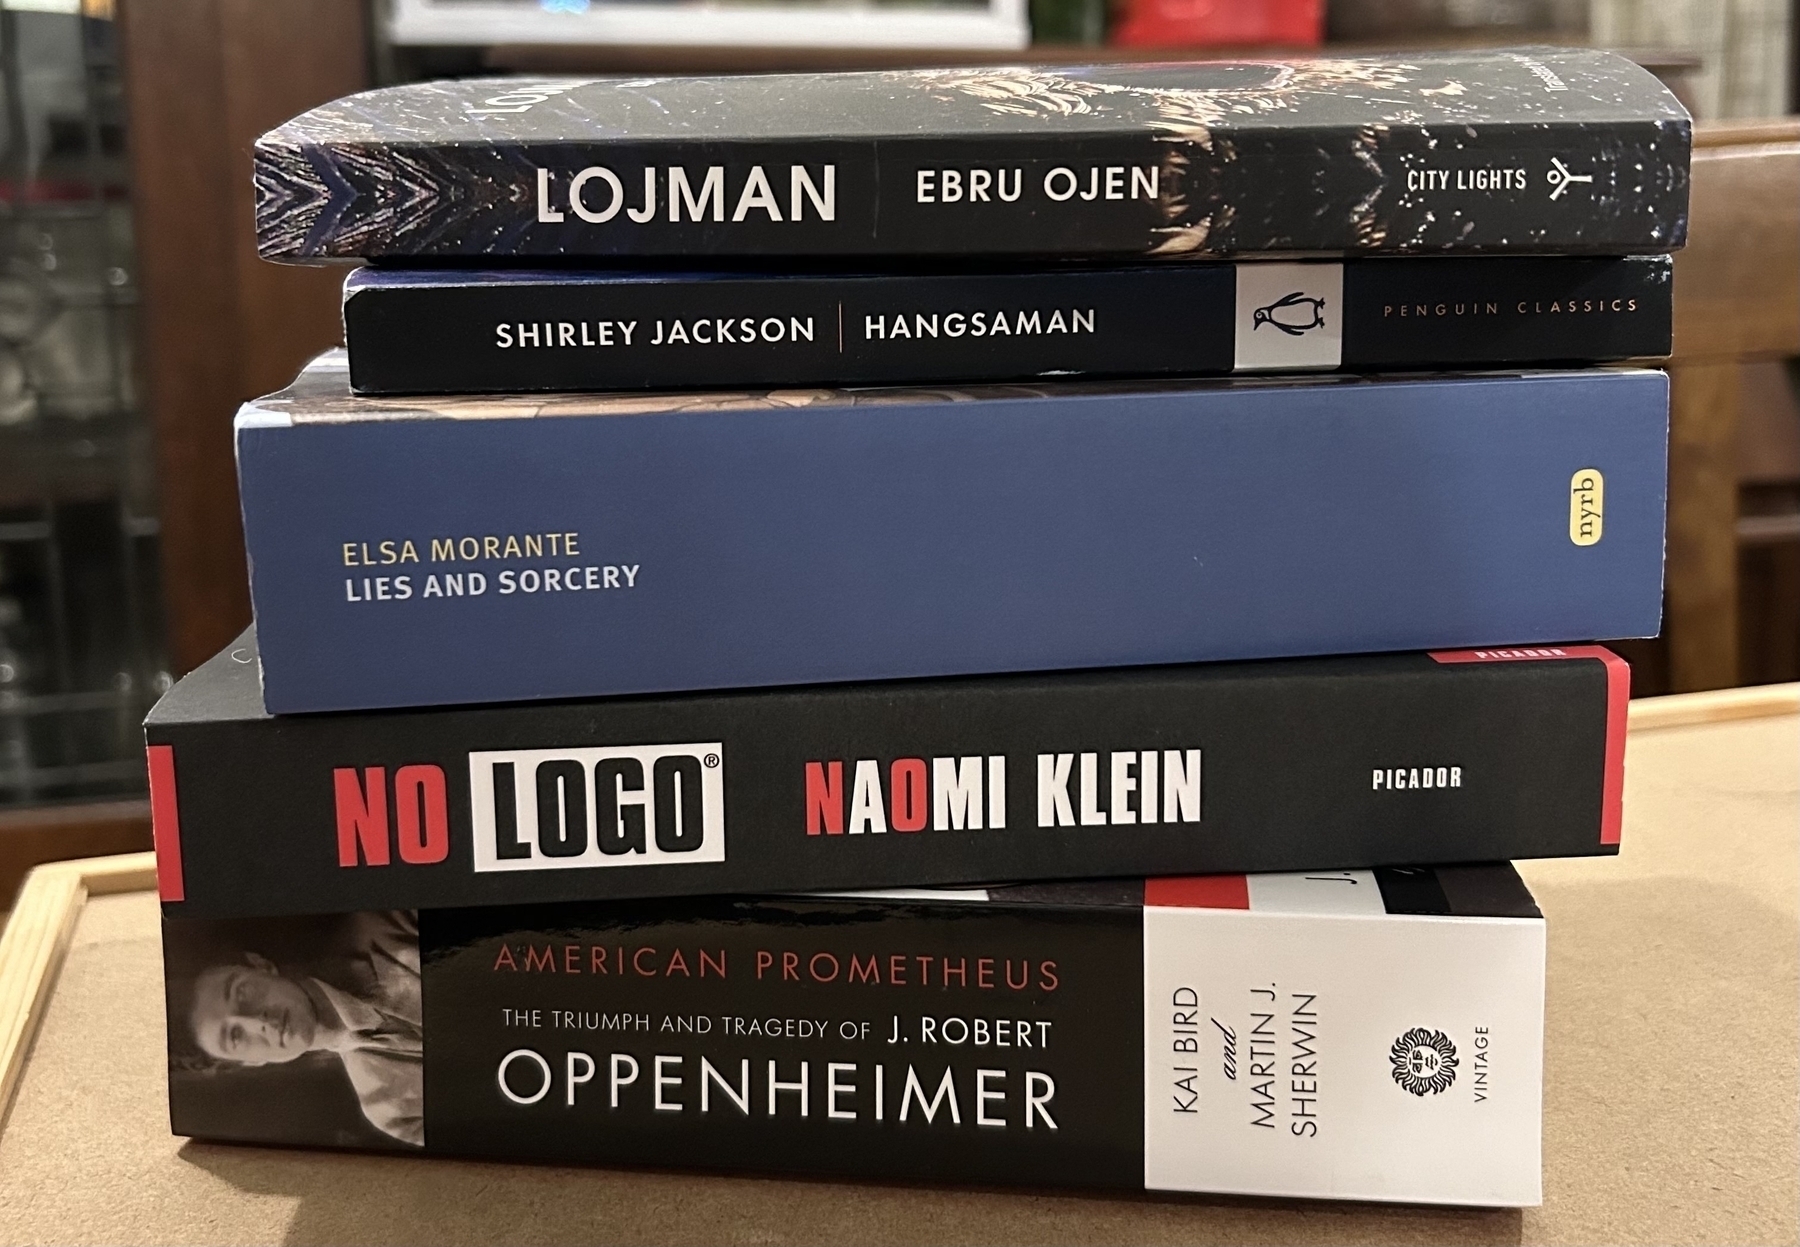 LOJMAN EBRU OJEN CITY LIGHTS
SHIRLEY JACKSON | HANGSAMAN PENGUIN CLASSICS
ELSA MORANTE
LIES AND SORCERY
nyrb
PICADOR
NO LOGO® NAOMI KLEIN PICADOR
AMERICAN PROMETHEUS
THE TRIUMPH AND TRAGEDY OF J. ROBERT
OPPENHEIMER
KAI BIRD
and
MARTIN J.
SHERWIN
VINTAGE